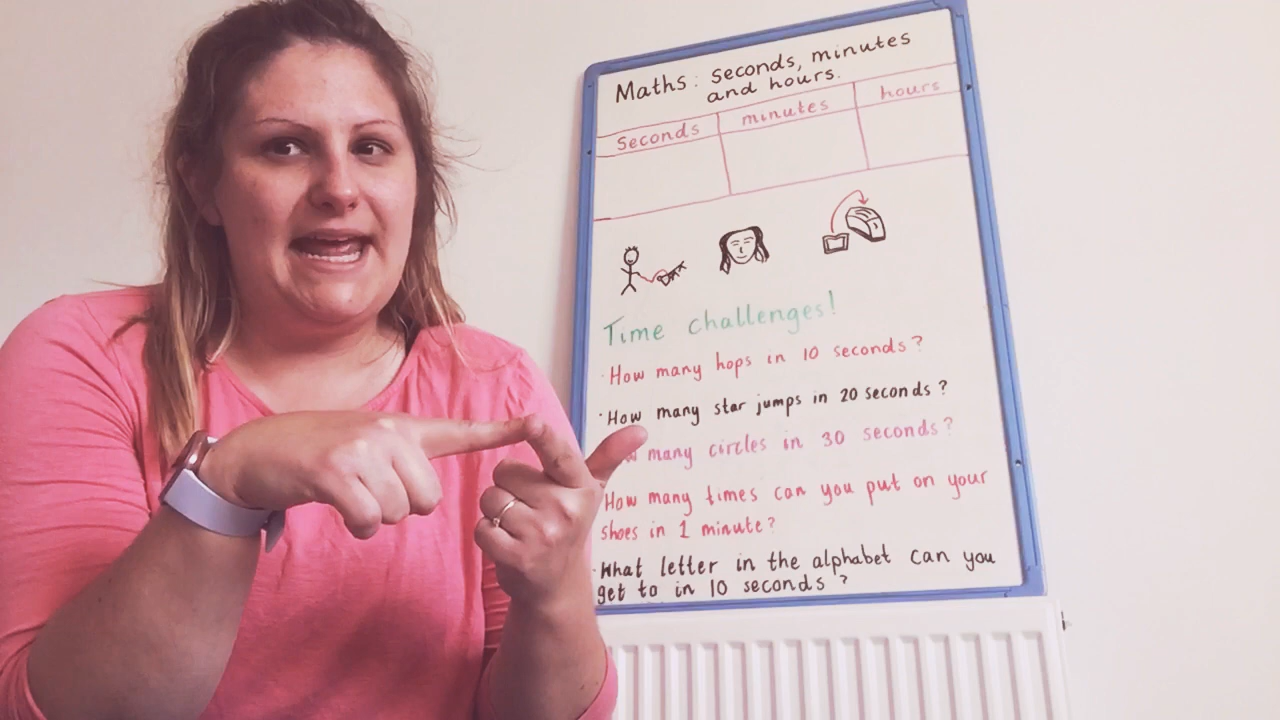 Maths: seconds, minutes
and hours.
seconds minutes hours
Time challenges!
· How many hops in 10 seconds?
· How many star jumps in 20 seconds?
many circles in 30 seconds?
How many times can you put on your
shoes in 1 minute?
· What letter in the alphabet can you
get to in 10 seconds?